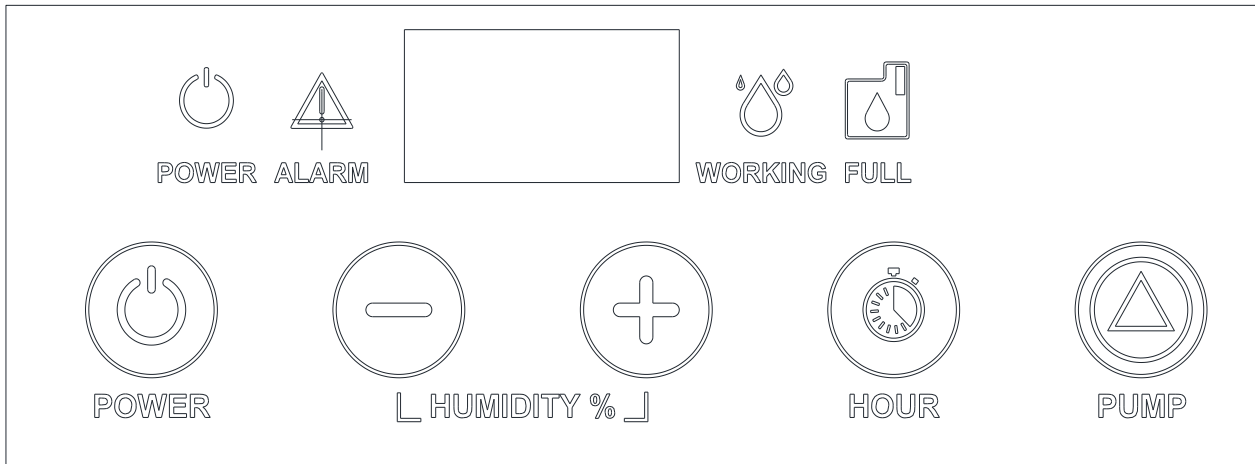 POWER ALARM WORKING FULL
POWER HUMIDITY % HOUR PUMP